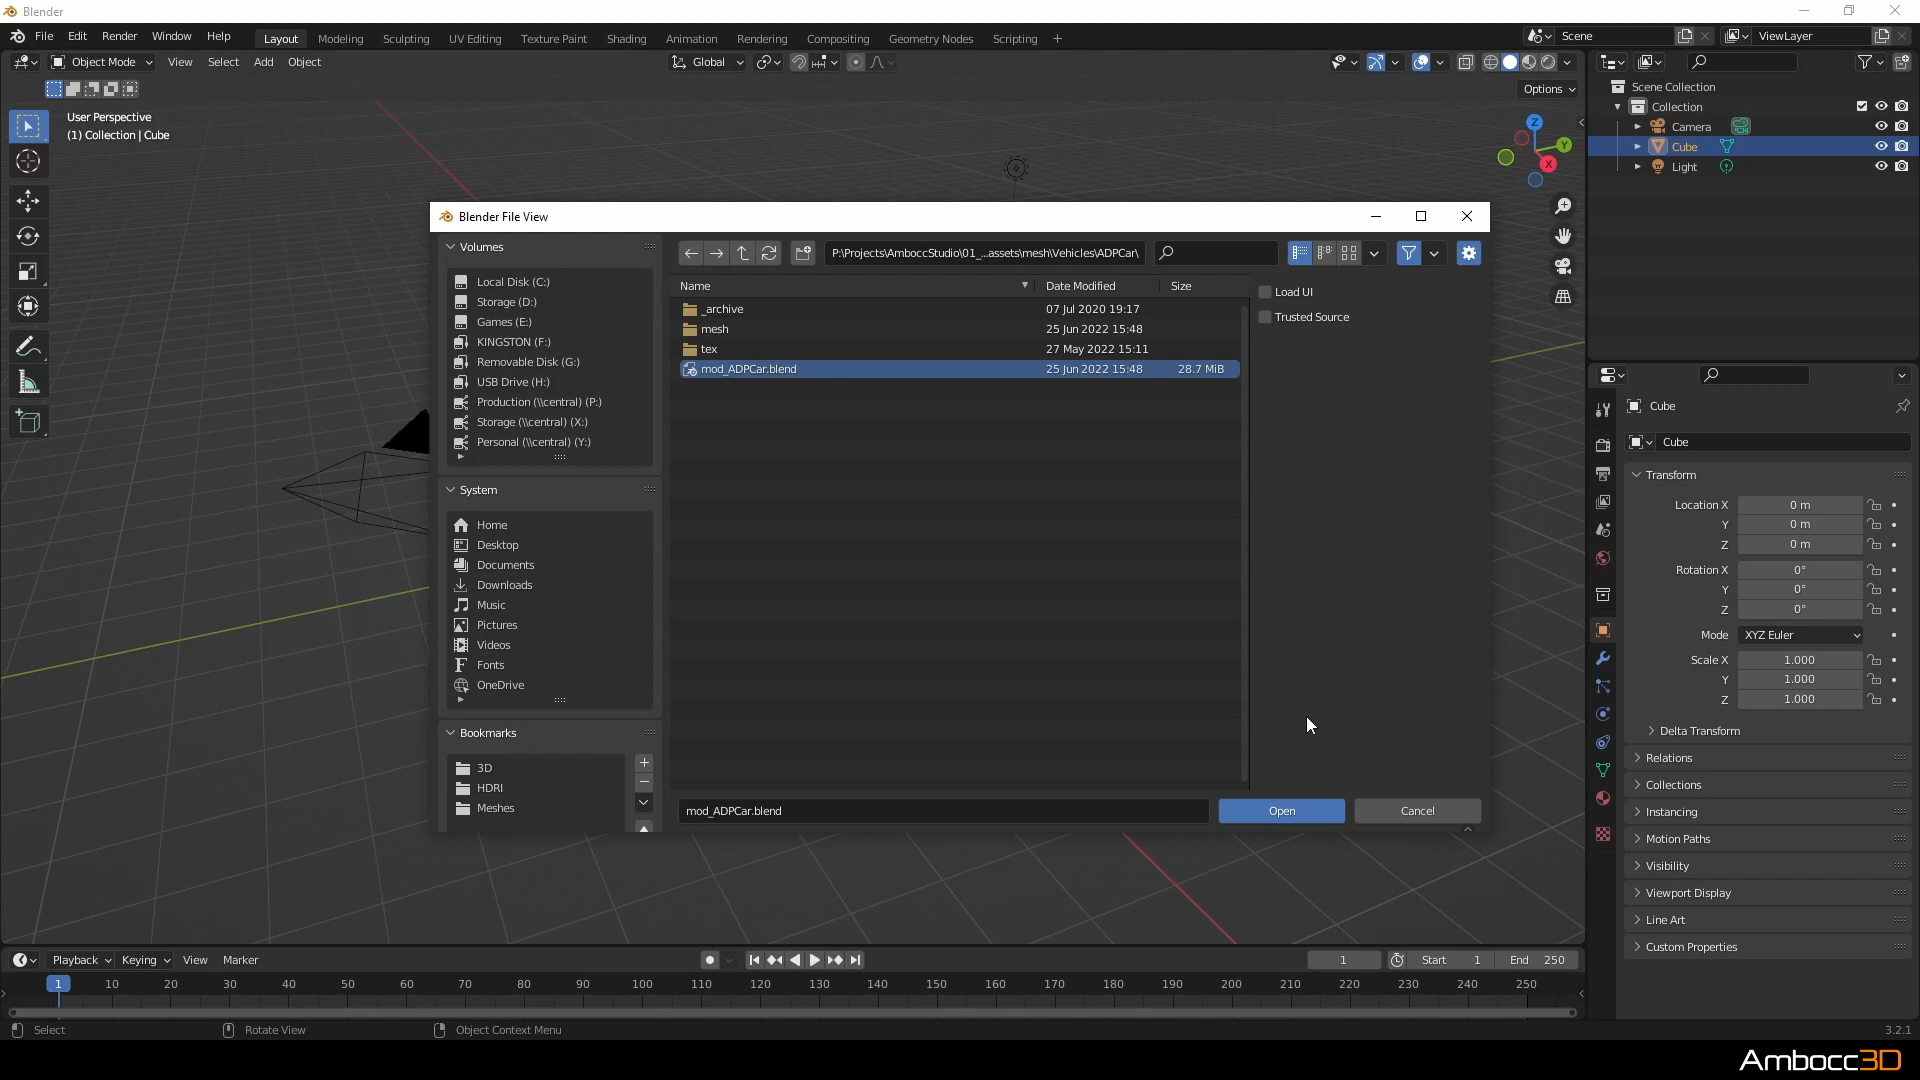 Blender
File Edit Render Window Help Layout Modeling Sculpting UV Editing Texture Paint Shading Animation Rendering Compositing Geometry Nodes Scripting + Scene ViewLayer
Object Mode View Select Add Object Global
Options
User Perspective
(1) Collection | Cube
Z
Y
X
Scene Collection
Collection
Camera
Cube
Light
Blender File View
Volumes
Local Disk (C:)
Storage (D:)
Games (E:)
KINGSTON (F:)
Removable Disk (G:)
USB Drive (H:)
Production (\\central) (P:)
Storage (\\central) (X:)
Personal (\\central) (Y:)
System
Home
Desktop
Documents
Downloads
Music
Pictures
Videos
Fonts
OneDrive
Bookmarks
3D
HDRI
Meshes
P:\Projects\AmboccStudio\01_...assets\mesh\Vehicles\ADPCar\
Name Date Modified Size
_archive 07 Jul 2020 19:17
mesh 25 Jun 2022 15:48
tex 27 May 2022 15:11
mod_ADPCar.blend 25 Jun 2022 15:48 28.7 MiB
Load UI
Trusted Source
mod_ADPCar.blend Open Cancel
Cube
Cube
Transform
Location X 0 m
Y 0 m
Z 0 m
Rotation X 0°
Y 0°
Z 0°
Mode XYZ Euler
Scale X 1.000
Y 1.000
Z 1.000
Delta Transform
Relations
Collections
Instancing
Motion Paths
Visibility
Viewport Display
Line Art
Custom Properties
Playback Keying View Marker 1 Start 1 End 250
1 10 20 30 40 50 60 70 80 90 100 110 120 130 140 150 160 170 180 190 200 210 220 230 240 250
Select Rotate View Object Context Menu 3.2.1
Ambocc3D